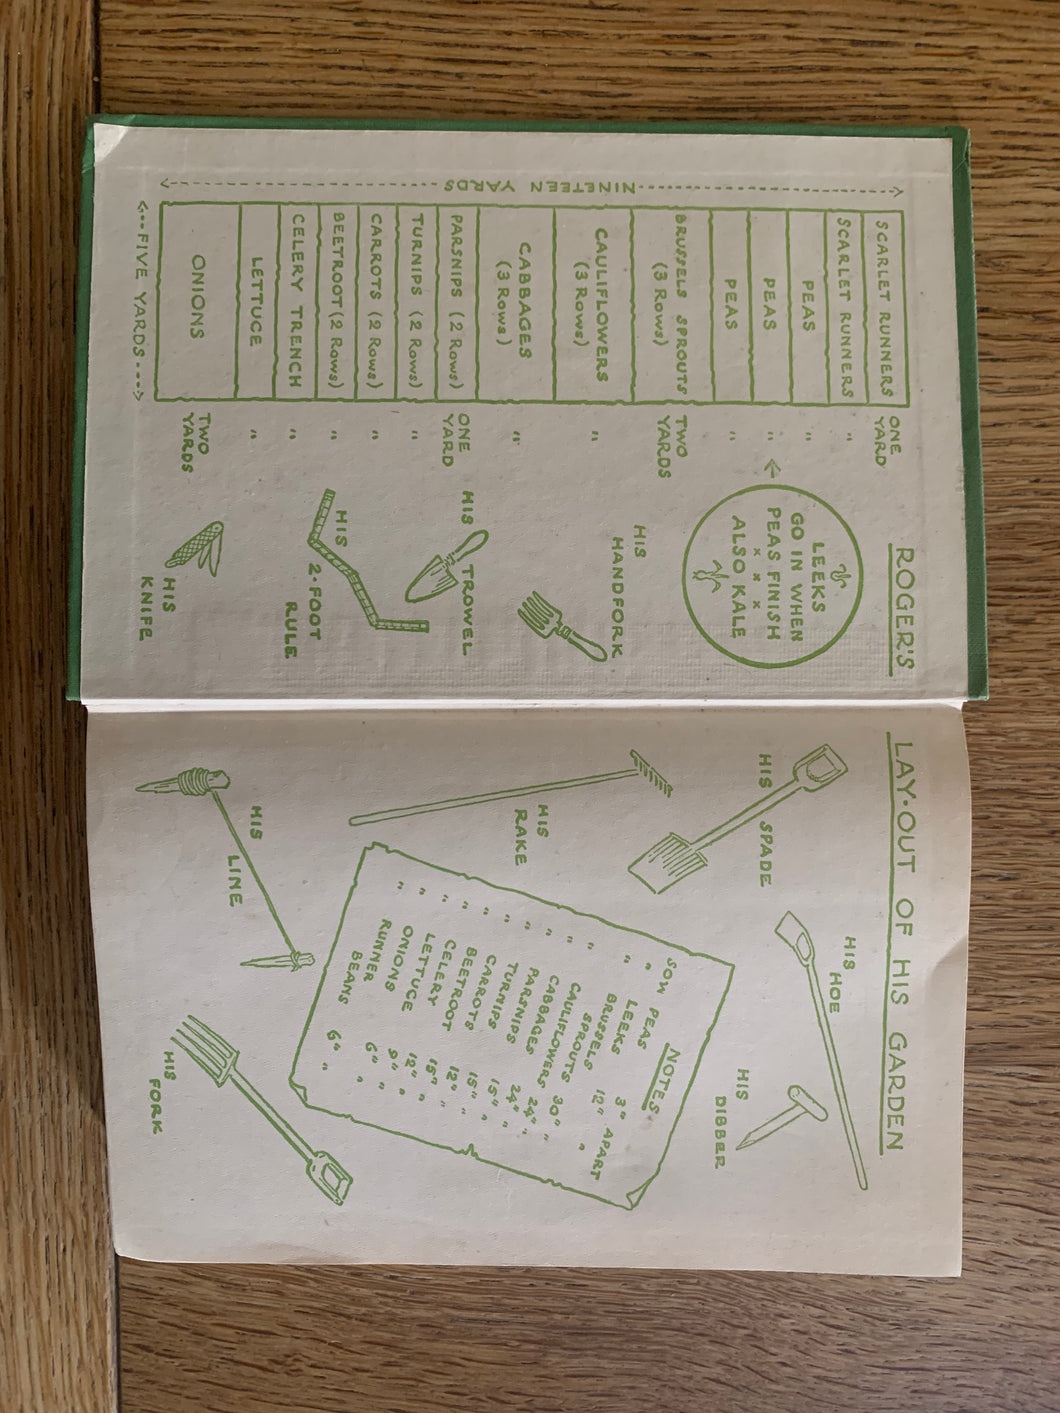 ROGER'S LAY-OUT OF HIS GARDEN
NINETEEN YARDS
SCARLET RUNNERS ONE YARD
SCARLET RUNNERS "
PEAS "
PEAS "
PEAS "
BRUSSELS SPROUTS (3 ROWS) TWO YARDS
CAULIFLOWERS (3 ROWS) "
CABBAGES (3 ROWS) "
PARSNIPS (2 ROWS) ONE YARD
TURNIPS (2 ROWS) "
CARROTS (2 ROWS) "
BEETROOT (2 ROWS) "
CELERY TRENCH "
LETTUCE "
ONIONS TWO YARDS
FIVE YARDS
LEEKS
GO IN WHEN
PEAS FINISH
x x x x
ALSO KALE
HIS
HANDFORK
HIS TROWEL
HIS 2-FOOT
RULE
HIS
KNIFE
HIS SPADE
HIS HOE
HIS
DIBBER
HIS
RAKE
HIS LINE
HIS
FORK
NOTES
SOW PEAS 3" APART
" LEEKS 12" "
" BRUSSELS SPROUTS 30" "
" CAULIFLOWERS 24" "
" CABBAGES 24" "
" PARSNIPS 15" "
" TURNIPS 15" "
" CARROTS 12" "
" BEETROOT 15" "
" CELERY 12" "
" LETTUCE 9" "
" ONIONS 6" "
" RUNNER BEANS 6" "